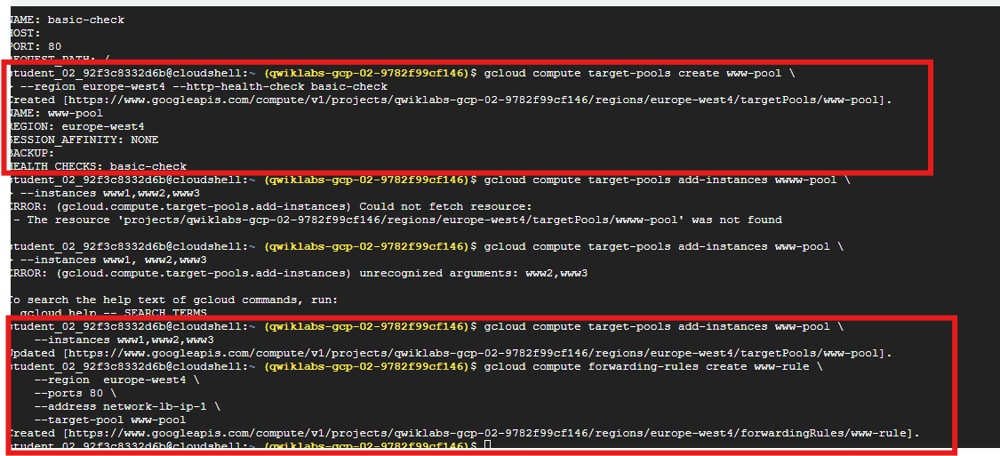 NAME: basic-check
HOST:
PORT: 80
REQUEST_PATH: /
student_02_92f3c8332d6b@cloudshell:~ (qwiklabs-gcp-02-9782f99cf146)$ gcloud compute target-pools create www-pool \
> --region europe-west4 --http-health-check basic-check
Created [https://www.googleapis.com/compute/v1/projects/qwiklabs-gcp-02-9782f99cf146/regions/europe-west4/targetPools/www-pool].
NAME: www-pool
REGION: europe-west4
SESSION_AFFINITY: NONE
BACKUP:
HEALTH_CHECKS: basic-check
student_02_92f3c8332d6b@cloudshell:~ (qwiklabs-gcp-02-9782f99cf146)$ gcloud compute target-pools add-instances wwww-pool \
> --instances www1,www2,www3
ERROR: (gcloud.compute.target-pools.add-instances) Could not fetch resource:
- The resource 'projects/qwiklabs-gcp-02-9782f99cf146/regions/europe-west4/targetPools/wwww-pool' was not found
student_02_92f3c8332d6b@cloudshell:~ (qwiklabs-gcp-02-9782f99cf146)$ gcloud compute target-pools add-instances www-pool \
> --instances www1, www2,www3
ERROR: (gcloud.compute.target-pools.add-instances) unrecognized arguments: www2,www3
To search the help text of gcloud commands, run:
gcloud help -- SEARCH_TERMS
student_02_92f3c8332d6b@cloudshell:~ (qwiklabs-gcp-02-9782f99cf146)$ gcloud compute target-pools add-instances www-pool \
--instances www1,www2,www3
Updated [https://www.googleapis.com/compute/v1/projects/qwiklabs-gcp-02-9782f99cf146/regions/europe-west4/targetPools/www-pool].
student_02_92f3c8332d6b@cloudshell:~ (qwiklabs-gcp-02-9782f99cf146)$ gcloud compute forwarding-rules create www-rule \
--region  europe-west4 \
--ports 80 \
--address network-lb-ip-1 \
--target-pool www-pool
Created [https://www.googleapis.com/compute/v1/projects/qwiklabs-gcp-02-9782f99cf146/regions/europe-west4/forwardingRules/www-rule].
student_02_92f3c8332d6b@cloudshell:~ (qwiklabs-gcp-02-9782f99cf146)$